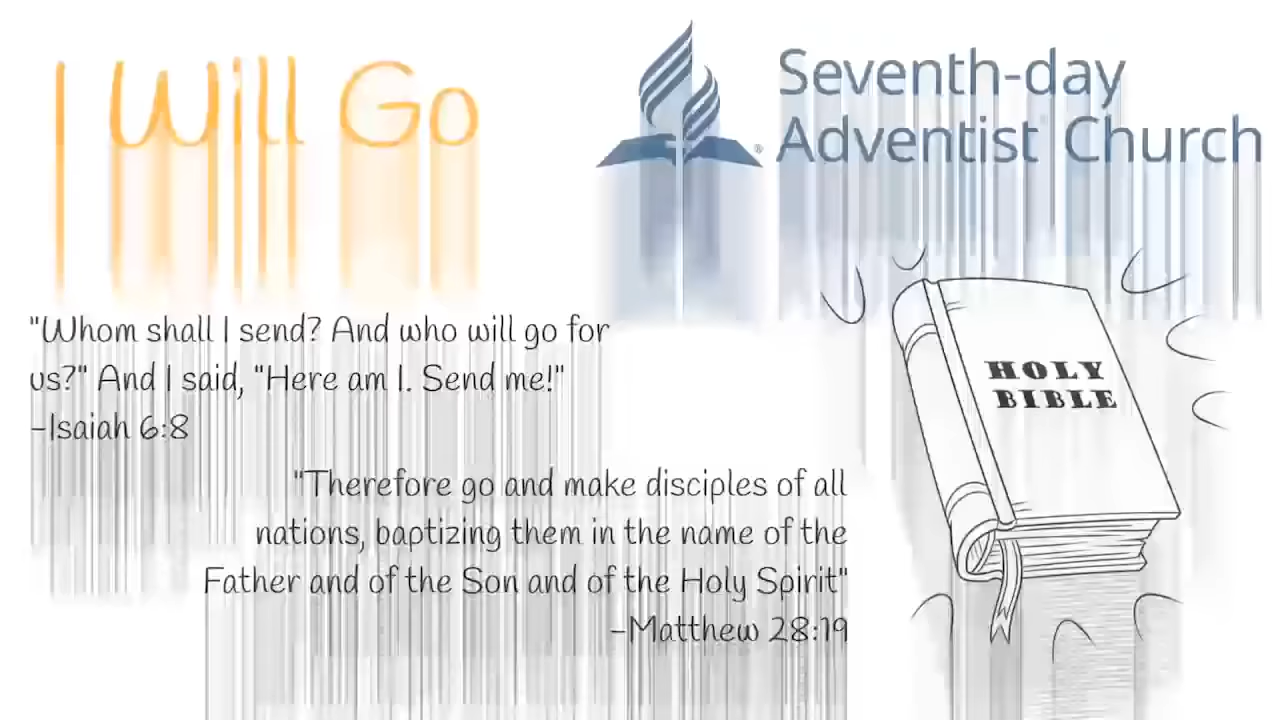 I Will Go
Seventh-day
Adventist Church
®
"Whom shall I send? And who will go for
us?" And I said, "Here am I. Send me!"
-Isaiah 6:8
"Therefore go and make disciples of all
nations, baptizing them in the name of the
Father and of the Son and of the Holy Spirit"
-Matthew 28:19
HOLY
BIBLE